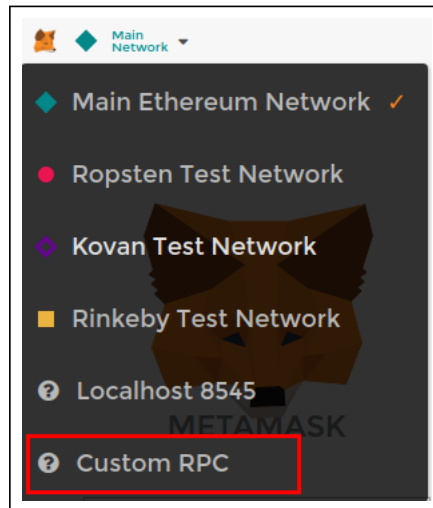 Main
Network
Main Ethereum Network ✓
Ropsten Test Network
Kovan Test Network
Rinkeby Test Network
Localhost 8545
METAMASK
Custom RPC